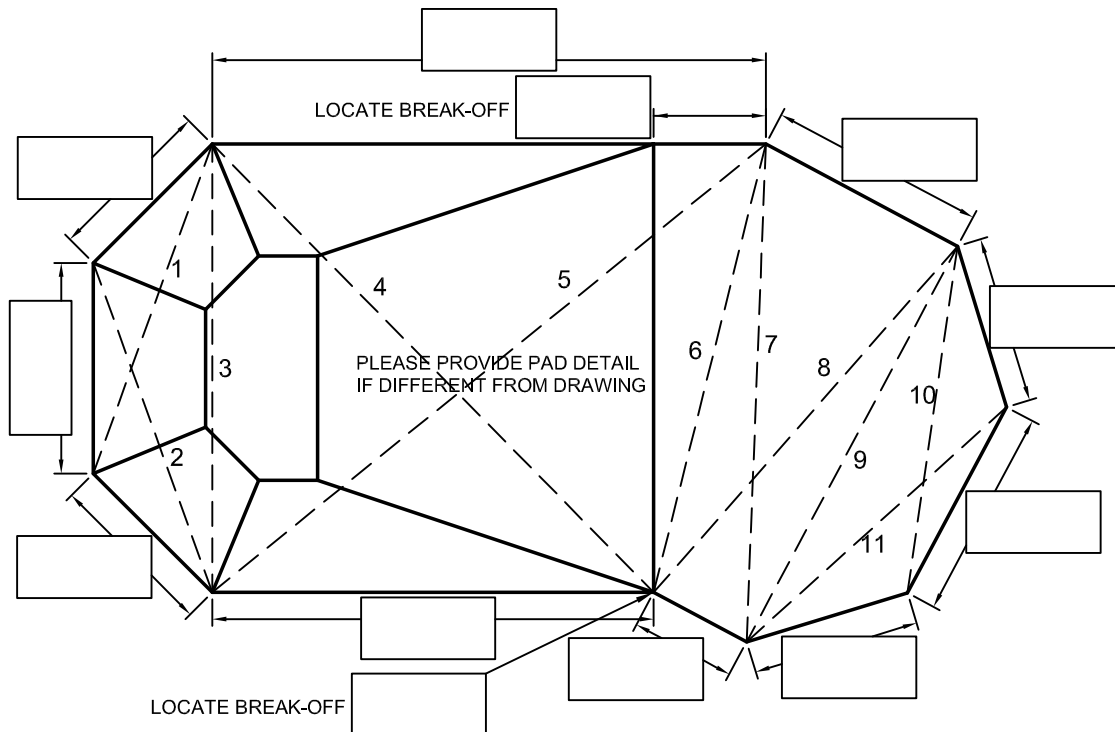 LOCATE BREAK-OFF
1
4
5
6
7
8
3
PLEASE PROVIDE PAD DETAIL
IF DIFFERENT FROM DRAWING
10
2
9
11
LOCATE BREAK-OFF